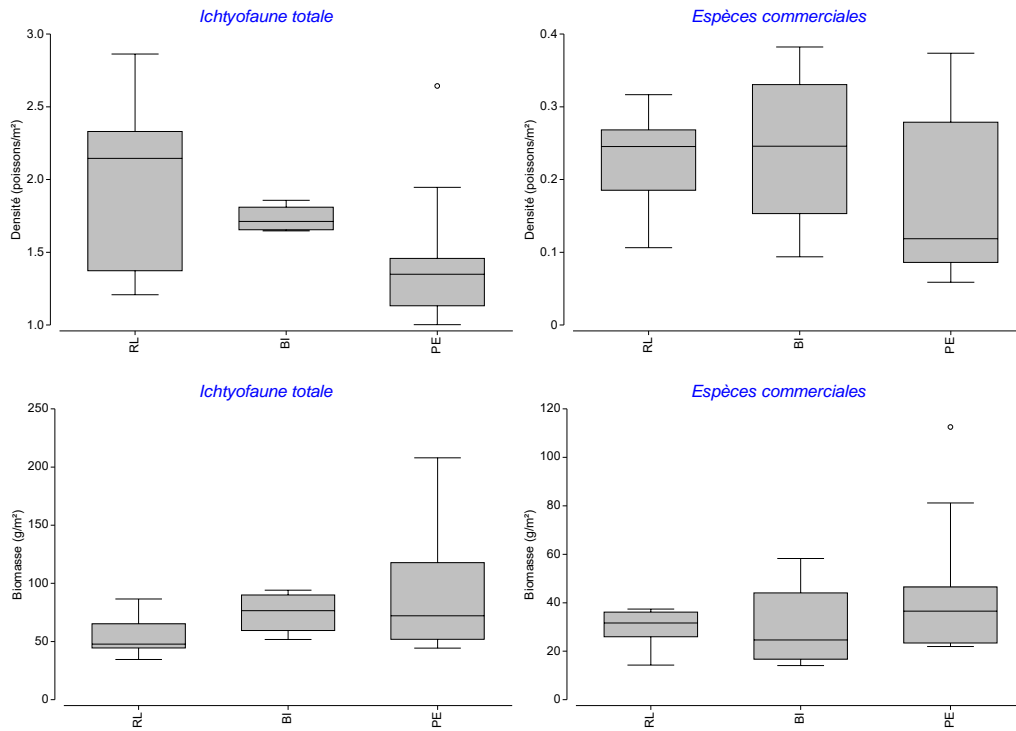 Ichtyofaune totale
Densité (poissons/m²)
3.0
2.5
2.0
1.5
1.0
RL
BI
PE
Espèces commerciales
Densité (poissons/m²)
0.4
0.3
0.2
0.1
0
RL
BI
PE
Ichtyofaune totale
Biomasse (g/m²)
250
200
150
100
50
0
RL
BI
PE
Espèces commerciales
Biomasse (g/m²)
120
100
80
60
40
20
0
RL
BI
PE